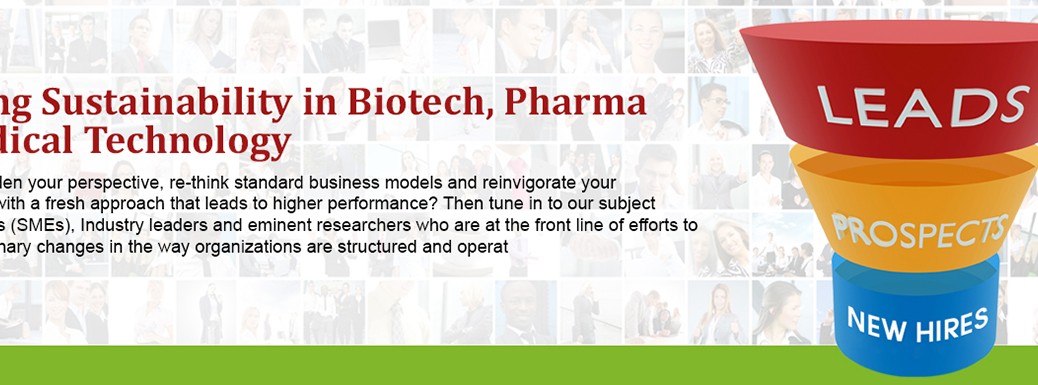 ng Sustainability in Biotech, Pharma
dical Technology
den your perspective, re-think standard business models and reinvigorate your
with a fresh approach that leads to higher performance? Then tune in to our subject
s (SMEs), Industry leaders and eminent researchers who are at the front line of efforts to
nary changes in the way organizations are structured and operat
LEADS
PROSPECTS
NEW HIRES